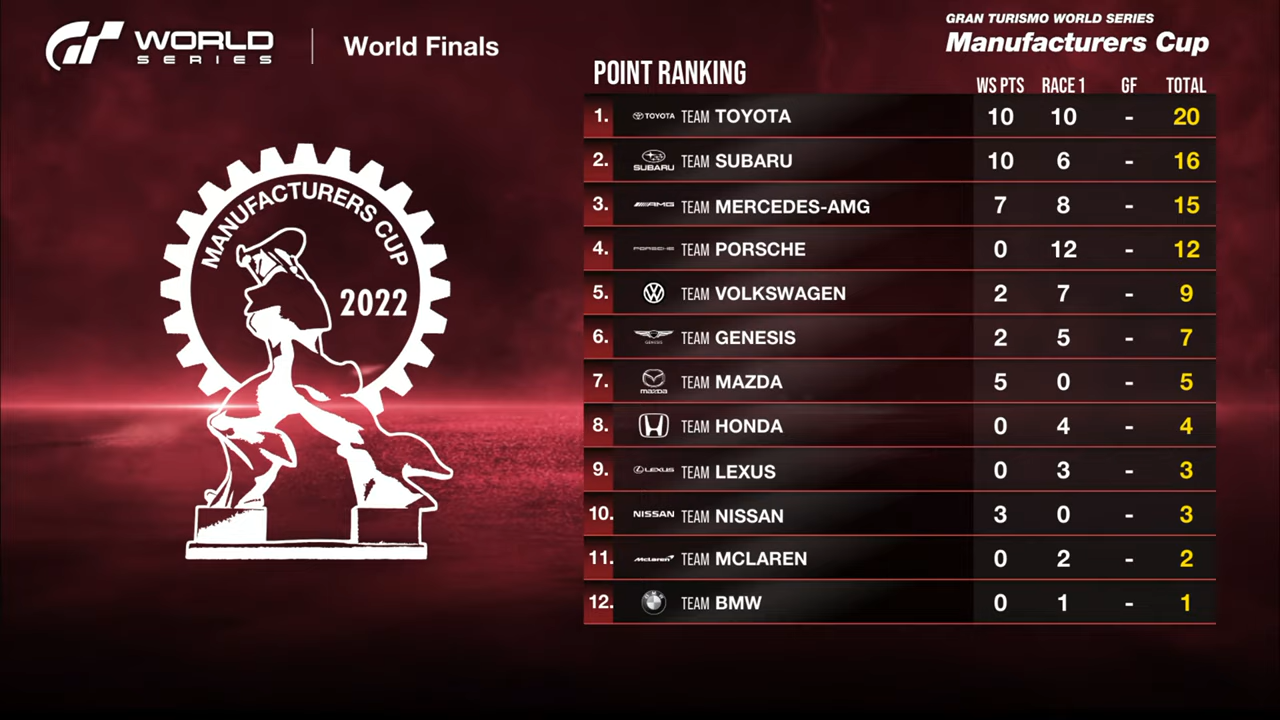 GT WORLD SERIES
World Finals
GRAN TURISMO WORLD SERIES
Manufacturers Cup
MANUFACTURERS CUP
2022
POINT RANKING
WS PTS RACE 1 GF TOTAL
1. TOYOTA TEAM TOYOTA 10 10 - 20
2. SUBARU TEAM SUBARU 10 6 - 16
3. AMG TEAM MERCEDES-AMG 7 8 - 15
4. PORSCHE TEAM PORSCHE 0 12 - 12
5. TEAM VOLKSWAGEN 2 7 - 9
6. GENESIS TEAM GENESIS 2 5 - 7
7. mazda TEAM MAZDA 5 0 - 5
8. TEAM HONDA 0 4 - 4
9. LEXUS TEAM LEXUS 0 3 - 3
10. NISSAN TEAM NISSAN 3 0 - 3
11. McLaren TEAM MCLAREN 0 2 - 2
12. BMW TEAM BMW 0 1 - 1